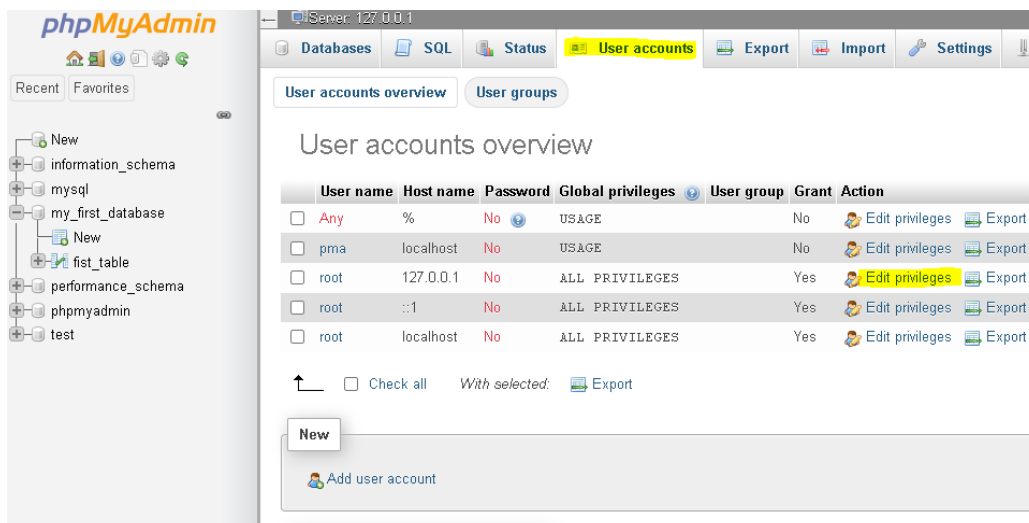 phpMyAdmin
Recent Favorites
New
information_schema
mysql
my_first_database
New
fist_table
performance_schema
phpmyadmin
test
Server: 127.0.0.1
Databases SQL Status User accounts Export Import Settings
User accounts overview User groups
User accounts overview
User name Host name Password Global privileges User group Grant Action
Any % No USAGE No Edit privileges Export
pma localhost No USAGE No Edit privileges Export
root 127.0.0.1 No ALL PRIVILEGES Yes Edit privileges Export
root ::1 No ALL PRIVILEGES Yes Edit privileges Export
root localhost No ALL PRIVILEGES Yes Edit privileges Export
Check all With selected: Export
New
Add user account